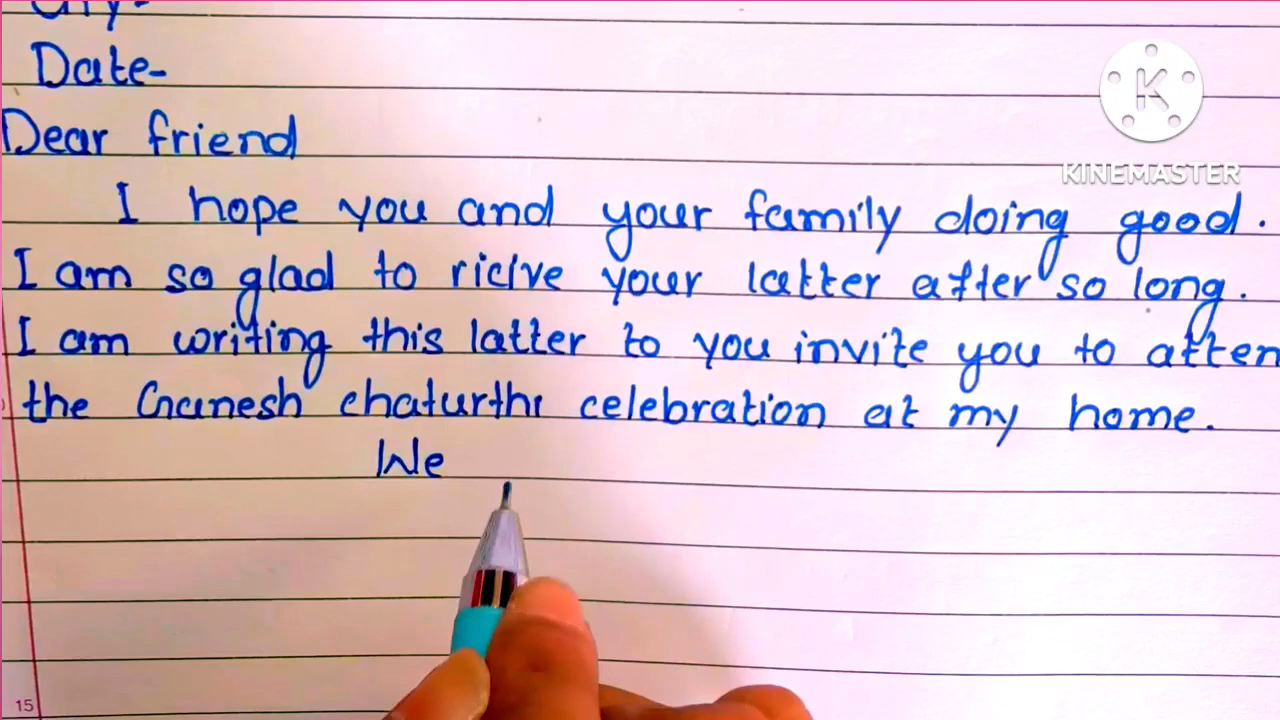 City-
Date-
Dear friend
I hope you and your family doing good.
I am so glad to ricive your latter after so long.
I am writing this latter to you invite you to atten
the Ganesh chaturthi celebration at my home.
We
K
KINEMASTER
15